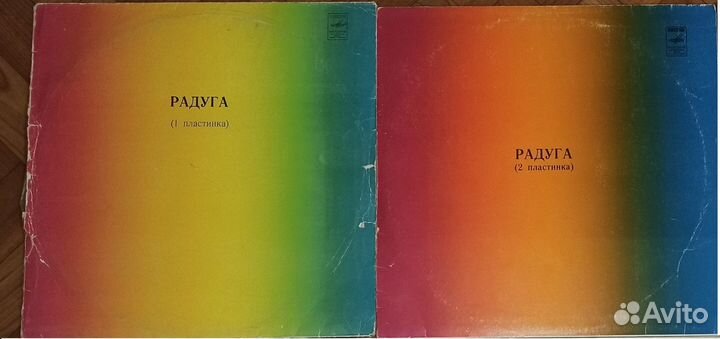 РАДУГА
(1 пластинка)
РАДУГА
(2 пластинка)
Avito